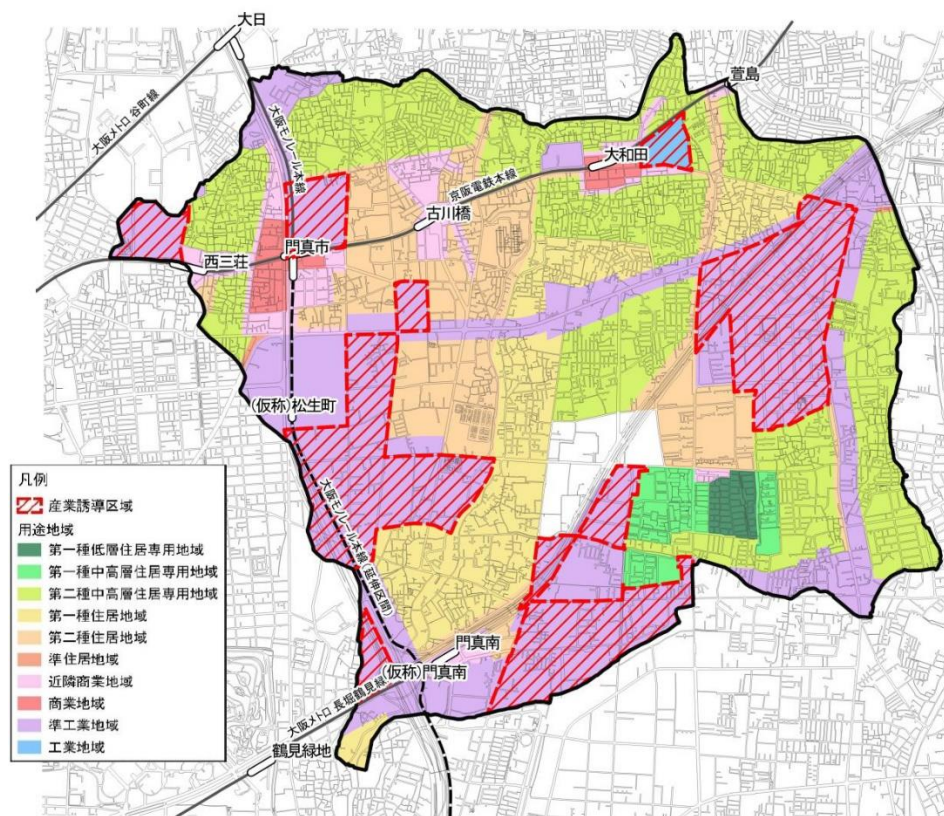 大日
大阪メトロ 谷町線
大阪モノレール本線
萱島
大和田
京阪電鉄本線
古川橋
門真市
西三荘
(仮称)松生町
大阪モノレール本線(延伸区間)
門真南
(仮称)門真南
大阪メトロ 長堀鶴見緑
鶴見緑地
凡例
産業誘導区域
用途地域
第一種低層住居専用地域
第一種中高層住居専用地域
第二種中高層住居専用地域
第一種住居地域
第二種住居地域
準住居地域
近隣商業地域
商業地域
準工業地域
工業地域